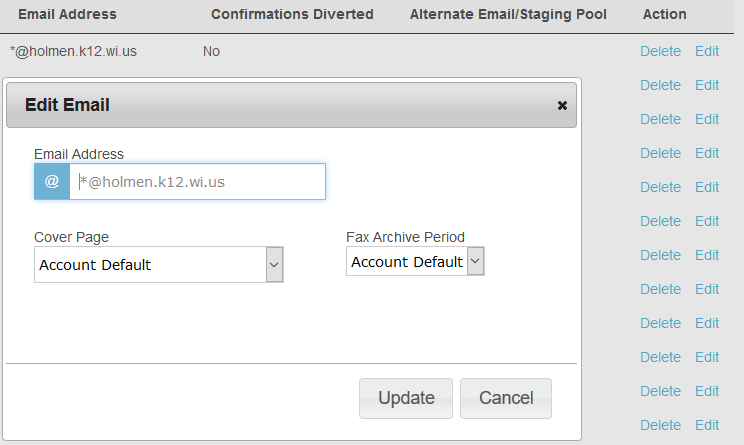 Email Address Confirmations Diverted Alternate Email/Staging Pool Action
*@holmen.k12.wi.us No Delete Edit
Delete Edit
Edit Email ×
Delete Edit
Delete Edit
Email Address
@ *@holmen.k12.wi.us
Delete Edit
Delete Edit
Cover Page Fax Archive Period
Account Default Account Default
Delete Edit
Delete Edit
Delete Edit
Delete Edit
Update Cancel
Delete Edit
Delete Edit